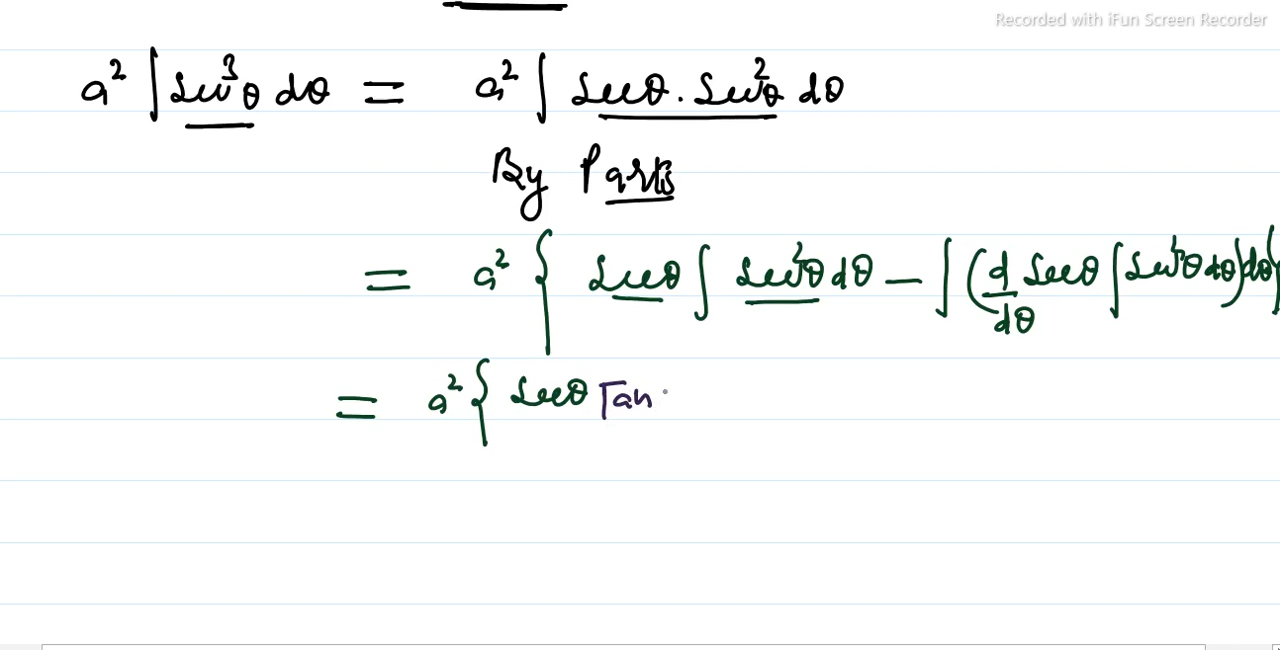 Recorded with iFun Screen Recorder
a² ∫ Sec³θ dθ = a² ∫ Secθ . Sec²θ dθ
By Parts
= a² { Secθ ∫ Sec²θ dθ − ∫ (d/dθ Secθ ∫ Sec²θ dθ) dθ }
= a² { Secθ Tan